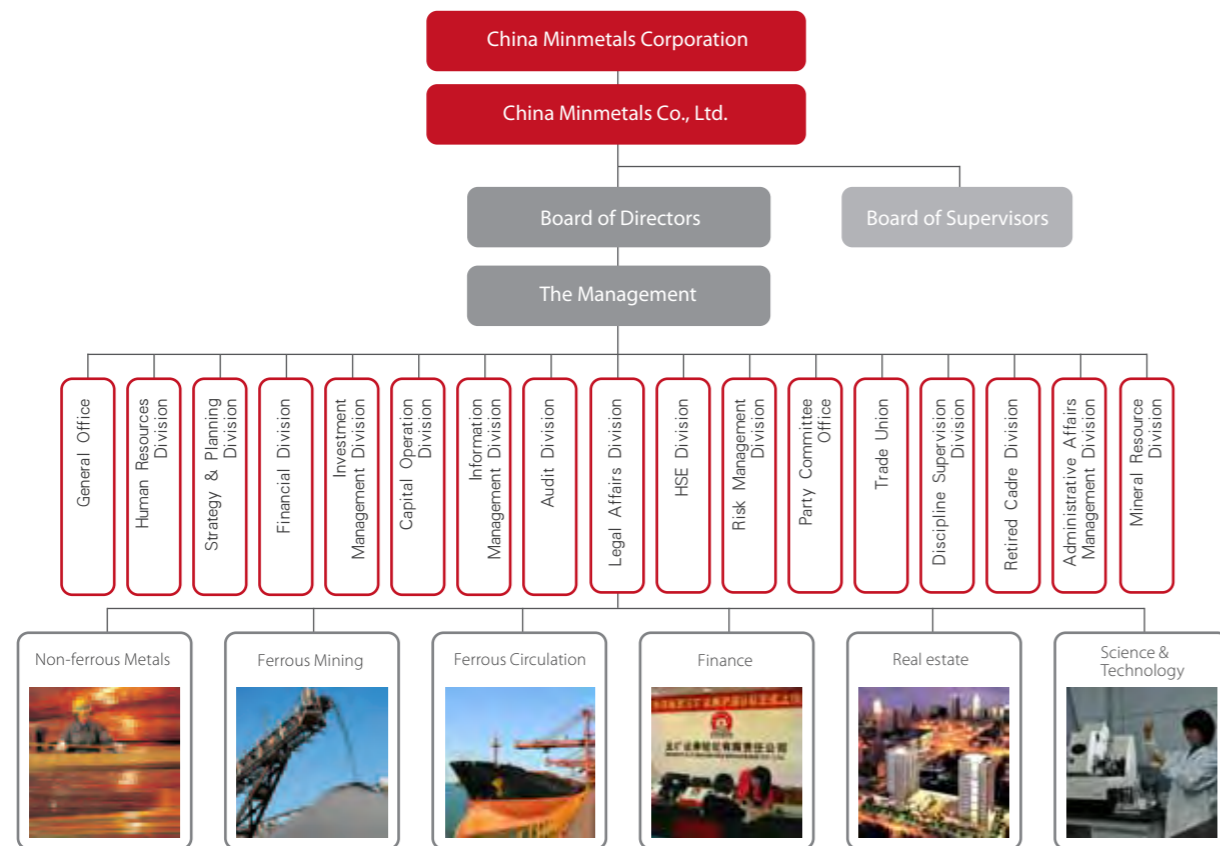 China Minmetals Corporation
China Minmetals Co., Ltd.
Board of Directors
Board of Supervisors
The Management
General Office
Human Resources
Division
Strategy & Planning
Division
Financial Division
Investment
Management Division
Capital Operation
Division
Information
Management Division
Audit Division
Legal Affairs Division
HSE Division
Risk Management
Division
Party Committee
Office
Trade Union
Discipline Supervision
Division
Retired Cadre Division
Administrative Affairs
Management Division
Mineral Resource
Division
Non-ferrous Metals
Ferrous Mining
Ferrous Circulation
Finance
Real estate
Science &
Technology